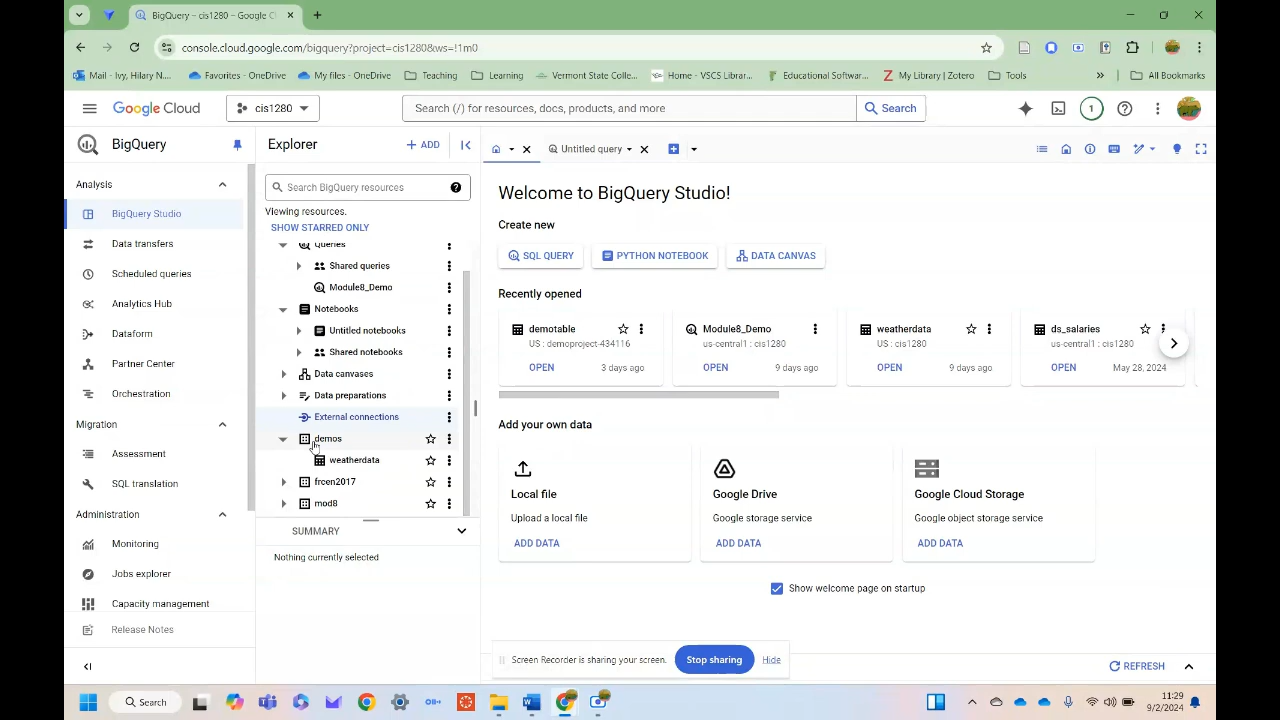 BigQuery – cis1280 – Google C
console.cloud.google.com/bigquery?project=cis1280&ws=!1m0
Mail - Ivy, Hilary N...
Favorites - OneDrive
My files - OneDrive
Teaching
Learning
Vermont State Colle...
Home - VSCS Librar...
Educational Softwar...
My Library | Zotero
Tools
»
All Bookmarks
Google Cloud
cis1280
Search (/) for resources, docs, products, and more
Search
1
BigQuery
Analysis
BigQuery Studio
Data transfers
Scheduled queries
Analytics Hub
Dataform
Partner Center
Orchestration
Migration
Assessment
SQL translation
Administration
Monitoring
Jobs explorer
Capacity management
Release Notes
Explorer
+ ADD
Search BigQuery resources
Viewing resources.
SHOW STARRED ONLY
Queries
Shared queries
Module8_Demo
Notebooks
Untitled notebooks
Shared notebooks
Data canvases
Data preparations
External connections
demos
weatherdata
freen2017
mod8
SUMMARY
Nothing currently selected
Untitled query
Welcome to BigQuery Studio!
Create new
SQL QUERY
PYTHON NOTEBOOK
DATA CANVAS
Recently opened
demotable
US : demoproject-434116
OPEN
3 days ago
Module8_Demo
us-central1 : cis1280
OPEN
9 days ago
weatherdata
US : cis1280
OPEN
9 days ago
ds_salaries
us-central1 : cis1280
OPEN
May 28, 2024
Add your own data
Local file
Upload a local file
ADD DATA
Google Drive
Google storage service
ADD DATA
Google Cloud Storage
Google object storage service
ADD DATA
Show welcome page on startup
Screen Recorder is sharing your screen.
Stop sharing
Hide
REFRESH
Search
11:29
9/2/2024